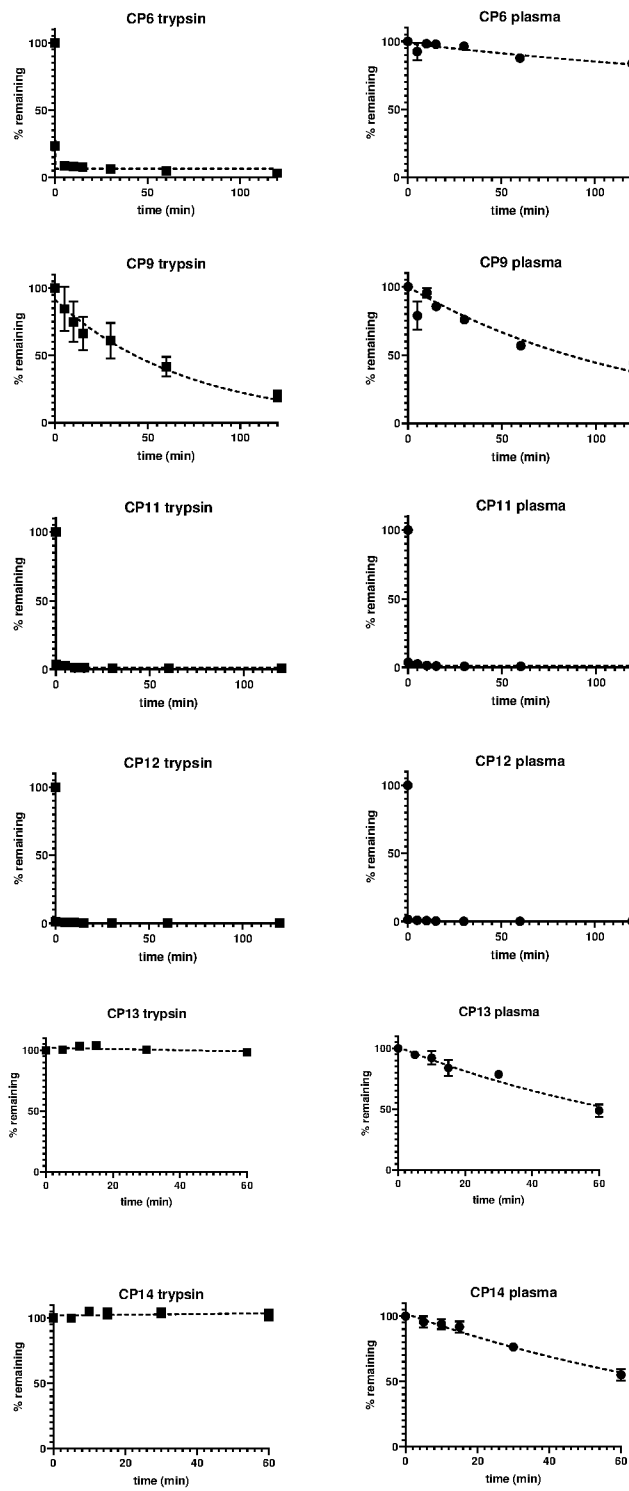 CP6 trypsin
100
50
0
% remaining
0 50 100
time (min)
CP6 plasma
100
50
0
% remaining
0 50 100
time (min)
CP9 trypsin
100
50
0
% remaining
0 50 100
time (min)
CP9 plasma
100
50
0
% remaining
0 50 100
time (min)
CP11 trypsin
100
50
0
% remaining
0 50 100
time (min)
CP11 plasma
100
50
0
% remaining
0 50 100
time (min)
CP12 trypsin
100
50
0
% remaining
0 50 100
time (min)
CP12 plasma
100
50
0
% remaining
0 50 100
time (min)
CP13 trypsin
100
50
0
% remaining
0 20 40 60
time (min)
CP13 plasma
100
50
0
% remaining
0 20 40 60
time (min)
CP14 trypsin
100
50
0
% remaining
0 20 40 60
time (min)
CP14 plasma
100
50
0
% remaining
0 20 40 60
time (min)